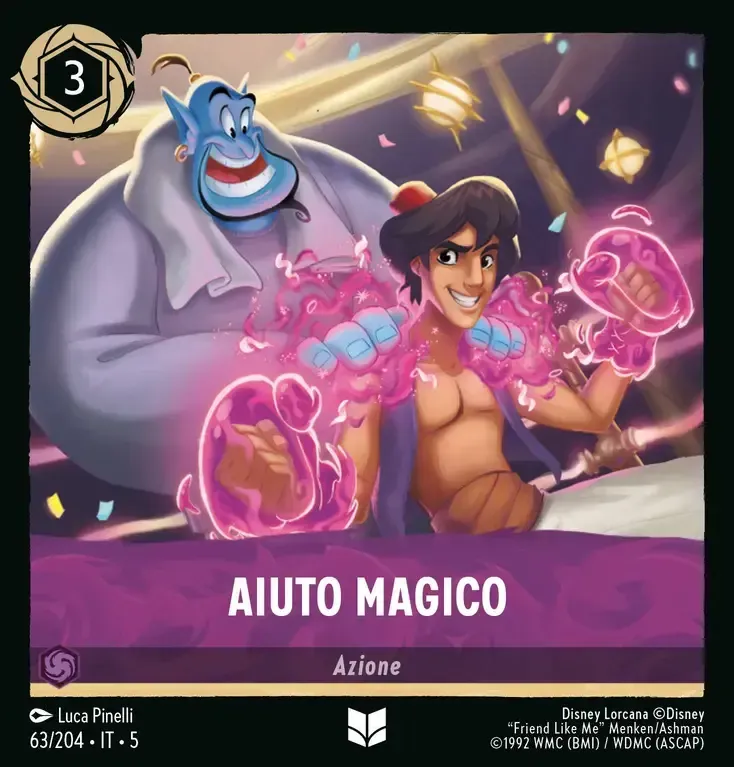 3
AIUTO MAGICO
Azione
Luca Pinelli
63/204 • IT • 5
Disney Lorcana ©Disney
“Friend Like Me” Menken/Ashman
©1992 WMC (BMI) / WDMC (ASCAP)